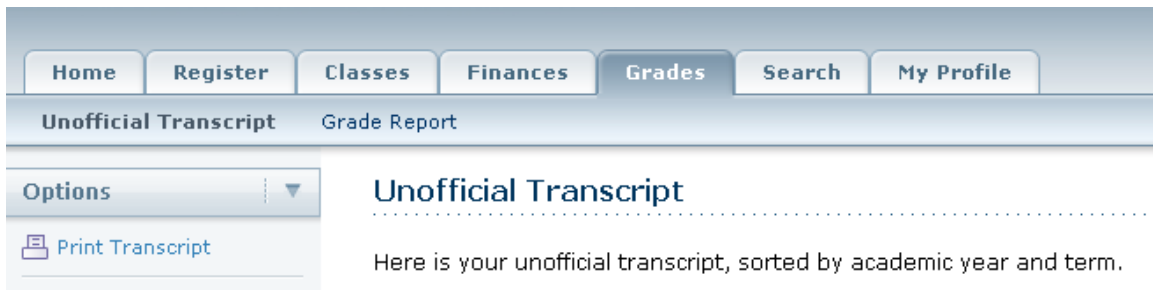 Home Register Classes Finances Grades Search My Profile
Unofficial Transcript Grade Report
Options
Print Transcript
Unofficial Transcript
Here is your unofficial transcript, sorted by academic year and term.